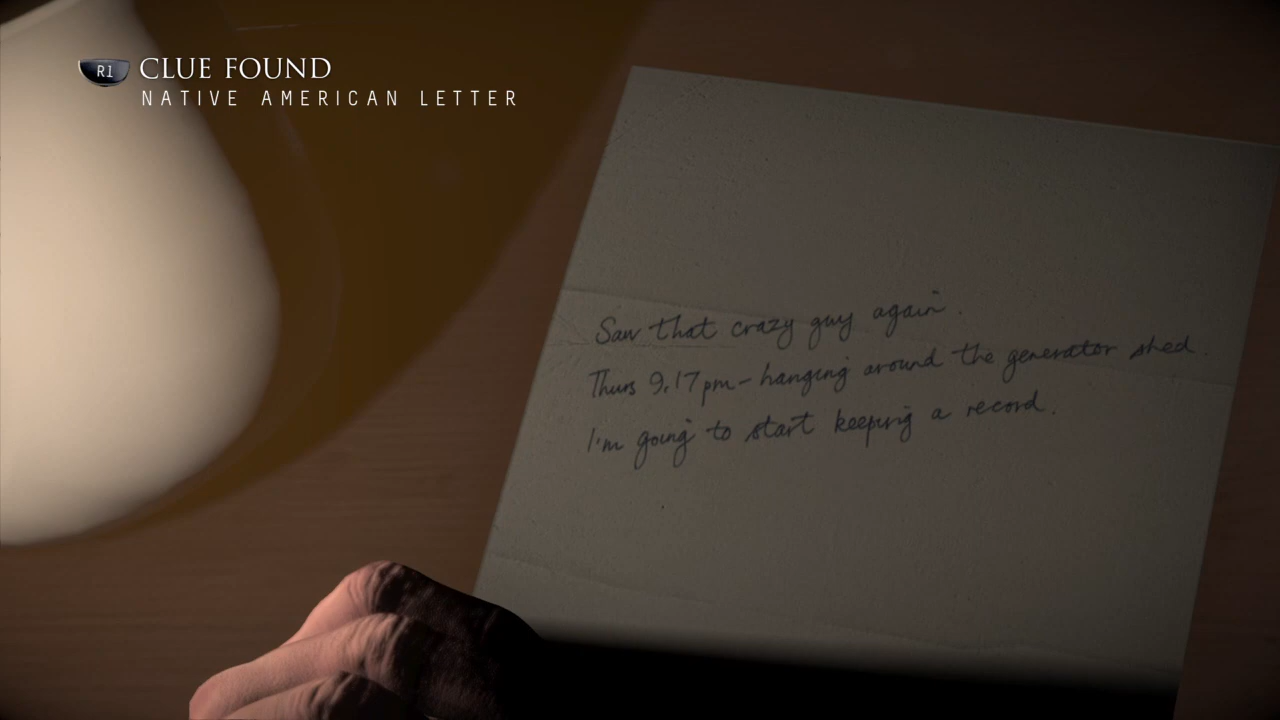 R1 CLUE FOUND
NATIVE AMERICAN LETTER
Saw that crazy guy again.
Thurs 9.17pm - hanging around the generator shed.
I'm going to start keeping a record.